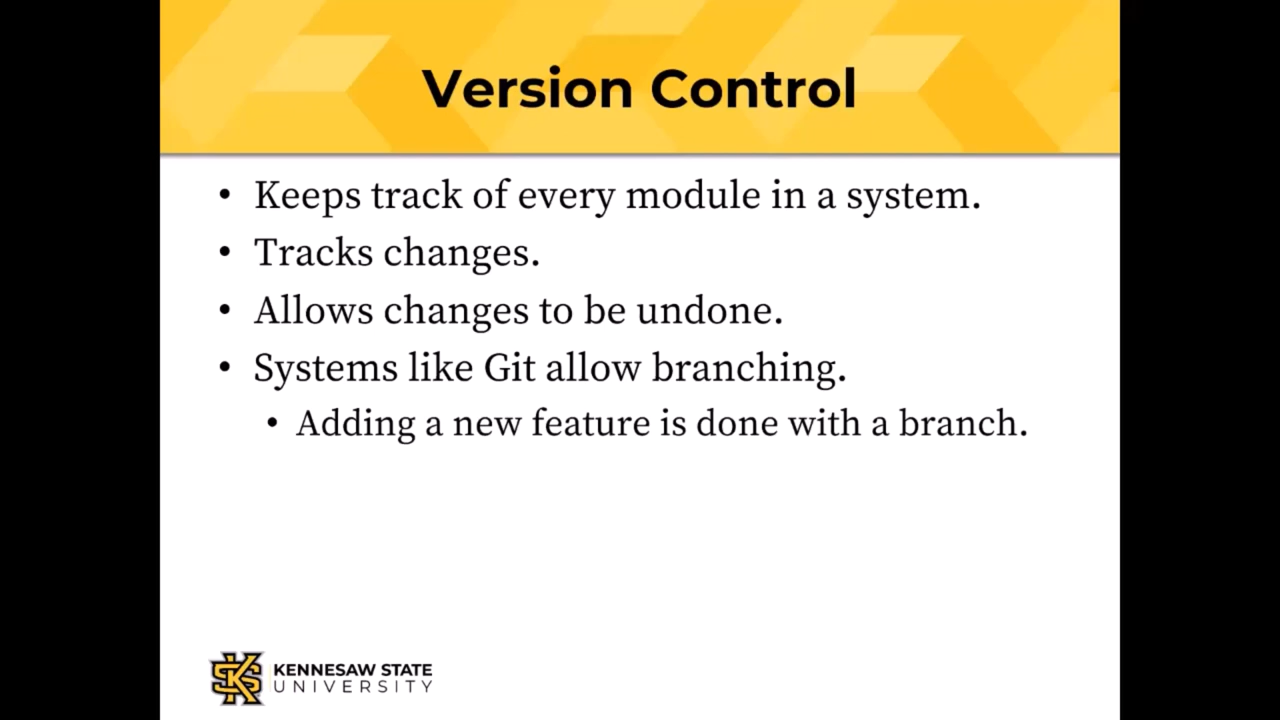 Version Control
• Keeps track of every module in a system.
• Tracks changes.
• Allows changes to be undone.
• Systems like Git allow branching.
• Adding a new feature is done with a branch.
KENNESAW STATE
UNIVERSITY